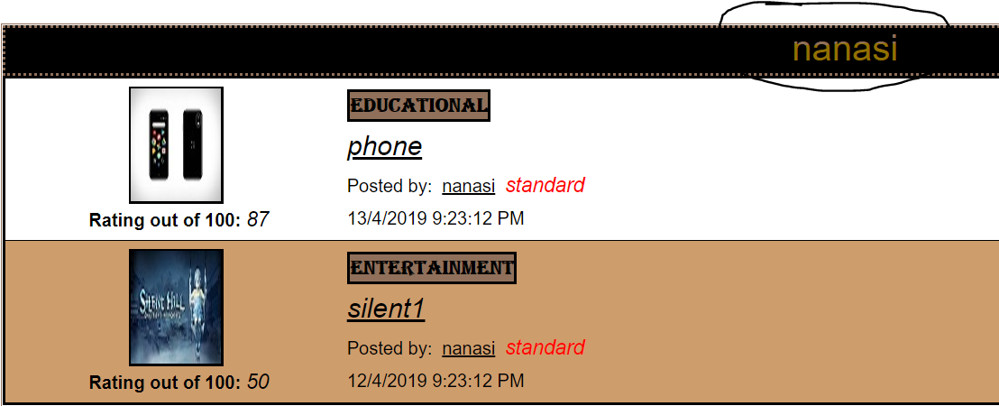 nanasi
EDUCATIONAL
phone
Posted by: nanasi standard
13/4/2019 9:23:12 PM
Rating out of 100: 87
ENTERTAINMENT
silent1
Posted by: nanasi standard
12/4/2019 9:23:12 PM
SILENT HILL
Rating out of 100: 50